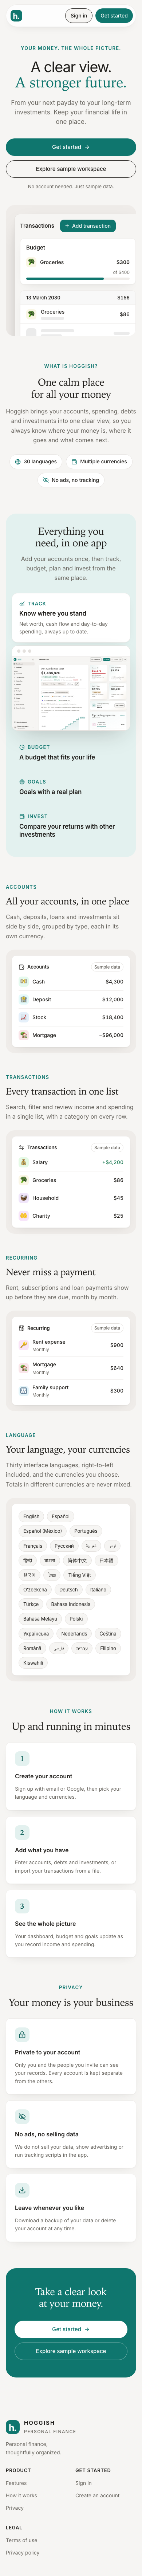 h.
Sign in
Get started
YOUR MONEY. THE WHOLE PICTURE.
A clear view.
A stronger future.
From your next payday to your long-term
investments. Keep your financial life in
one place.
Get started →
Explore sample workspace
No account needed. Just sample data.
Transactions
+ Add transaction
Budget
Groceries
$300
of $400
13 March 2030
$156
Groceries
$86
WHAT IS HOGGISH?
One calm place
for all your money
Hoggish brings your accounts, spending, debts
and investments into one clear view, so you
always know where your money is, where it
goes and what comes next.
30 languages
Multiple currencies
No ads, no tracking
Everything you
need, in one app
Add your accounts once, then track,
budget, plan and invest from the
same place.
TRACK
Know where you stand
Net worth, cash flow and day-to-day
spending, always up to date.
BUDGET
A budget that fits your life
GOALS
Goals with a real plan
INVEST
Compare your returns with other
investments
ACCOUNTS
All your accounts, in one place
Cash, deposits, loans and investments sit
side by side, grouped by type, each in its
own currency.
Accounts
Sample data
Cash
$4,300
Deposit
$12,000
Stock
$18,400
Mortgage
−$96,000
TRANSACTIONS
Every transaction in one list
Search, filter and review income and spending
in a single list, with a category on every row.
Transactions
Sample data
Salary
+$4,200
Groceries
$86
Household
$45
Charity
$25
RECURRING
Never miss a payment
Rent, subscriptions and loan payments show
up before they are due, month by month.
Recurring
Sample data
Rent expense
Monthly
$900
Mortgage
Monthly
$640
Family support
Monthly
$300
LANGUAGE
Your language, your currencies
Thirty interface languages, right-to-left
included, and the currencies you choose.
Totals in different currencies are never mixed.
English Español
Español (México) Português
Français Русский العربية اردو
हिन्दी বাংলা 简体中文 日本語
한국어 ไทย Tiếng Việt
O'zbekcha Deutsch Italiano
Türkçe Bahasa Indonesia
Bahasa Melayu Polski
Українська Nederlands Čeština
Română فارسی עברית Filipino
Kiswahili
HOW IT WORKS
Up and running in minutes
1
Create your account
Sign up with email or Google, then pick your
language and currencies.
2
Add what you have
Enter accounts, debts and investments, or
import your transactions from a file.
3
See the whole picture
Your dashboard, budget and goals update as
you record income and spending.
PRIVACY
Your money is your business
Private to your account
Only you and the people you invite can see
your records. Every account is kept separate
from the others.
No ads, no selling data
We do not sell your data, show advertising or
run tracking scripts in the app.
Leave whenever you like
Download a backup of your data or delete
your account at any time.
Take a clear look
at your money.
Get started →
Explore sample workspace
h.
HOGGISH
PERSONAL FINANCE
Personal finance,
thoughtfully organized.
PRODUCT
Features
How it works
Privacy
GET STARTED
Sign in
Create an account
LEGAL
Terms of use
Privacy policy